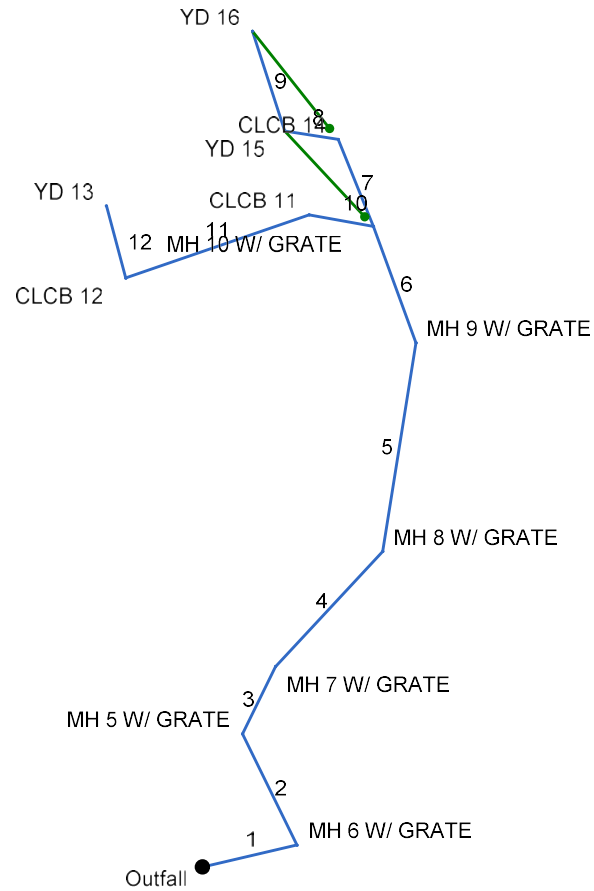 YD 16
9
8
CLCB 14
YD 15
7
YD 13
CLCB 11
10
11
12
MH 10 W/ GRATE
6
CLCB 12
MH 9 W/ GRATE
5
MH 8 W/ GRATE
4
MH 7 W/ GRATE
3
MH 5 W/ GRATE
2
MH 6 W/ GRATE
1
Outfall